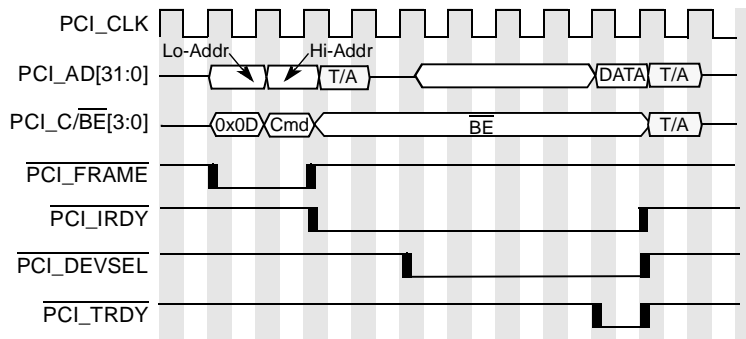 PCI_CLK
Lo-Addr Hi-Addr
PCI_AD[31:0] T/A DATA T/A
PCI_C/BE[3:0] 0x0D Cmd BE T/A
PCI_FRAME
PCI_IRDY
PCI_DEVSEL
PCI_TRDY